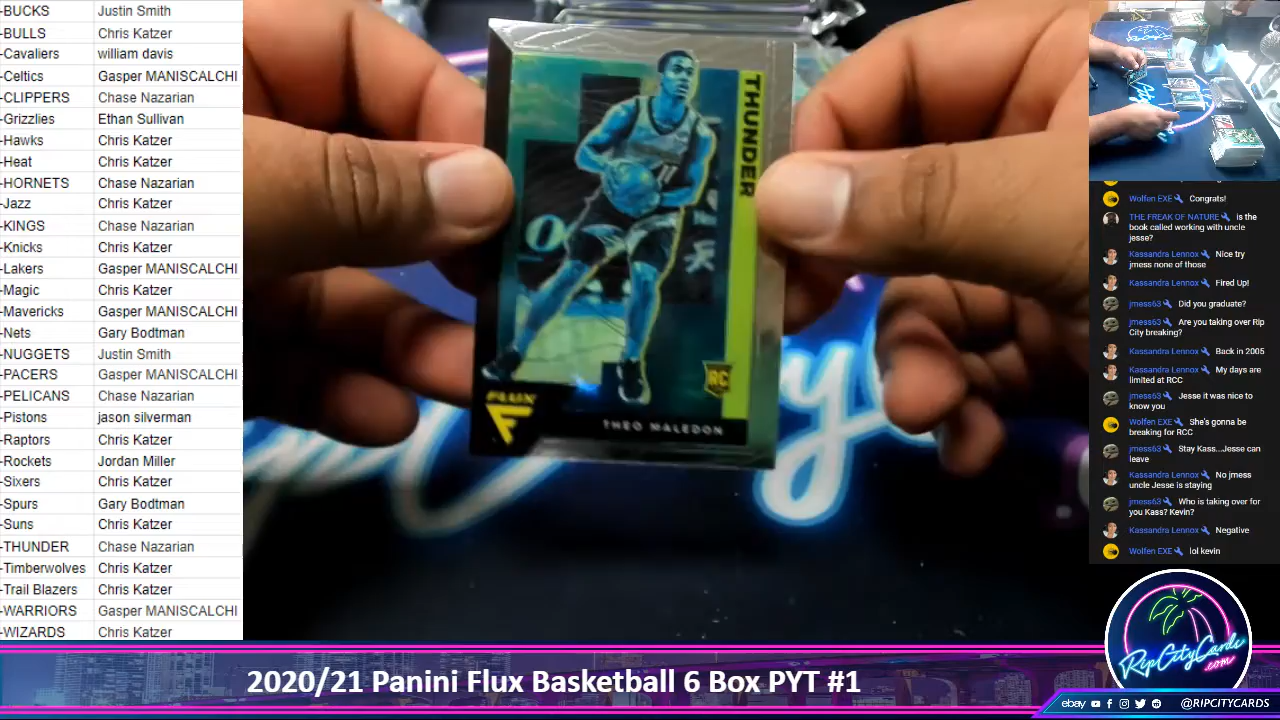 -BUCKS Justin Smith
-BULLS Chris Katzer
-Cavaliers william davis
-Celtics Gasper MANISCALCHI
-CLIPPERS Chase Nazarian
-Grizzlies Ethan Sullivan
-Hawks Chris Katzer
-Heat Chris Katzer
-HORNETS Chase Nazarian
-Jazz Chris Katzer
-KINGS Chase Nazarian
-Knicks Chris Katzer
-Lakers Gasper MANISCALCHI
-Magic Chris Katzer
-Mavericks Gasper MANISCALCHI
-Nets Gary Bodtman
-NUGGETS Justin Smith
-PACERS Gasper MANISCALCHI
-PELICANS Chase Nazarian
-Pistons jason silverman
-Raptors Chris Katzer
-Rockets Jordan Miller
-Sixers Chris Katzer
-Spurs Gary Bodtman
-Suns Chris Katzer
-THUNDER Chase Nazarian
-Timberwolves Chris Katzer
-Trail Blazers Chris Katzer
-WARRIORS Gasper MANISCALCHI
-WIZARDS Chris Katzer
THUNDER
11
RC
FLUX
F
THEO MALEDON
Wolfen EXE Congrats!
THE FREAK OF NATURE is the
book called working with uncle
jesse?
Kassandra Lennox Nice try
jmess none of those
Kassandra Lennox Fired Up!
jmess63 Did you graduate?
jmess63 Are you taking over Rip
City breaking?
Kassandra Lennox Back in 2005
Kassandra Lennox My days are
limited at RCC
jmess63 Jesse it was nice to
know you
Wolfen EXE She's gonna be
breaking for RCC
jmess63 Stay Kass...Jesse can
leave
Kassandra Lennox No jmess
uncle Jesse is staying
jmess63 Who is taking over for
you Kass? Kevin?
Kassandra Lennox Negative
Wolfen EXE lol kevin
RipCityCards
.com
2020/21 Panini Flux Basketball 6 Box PYT #1
ebay @RIPCITYCARDS